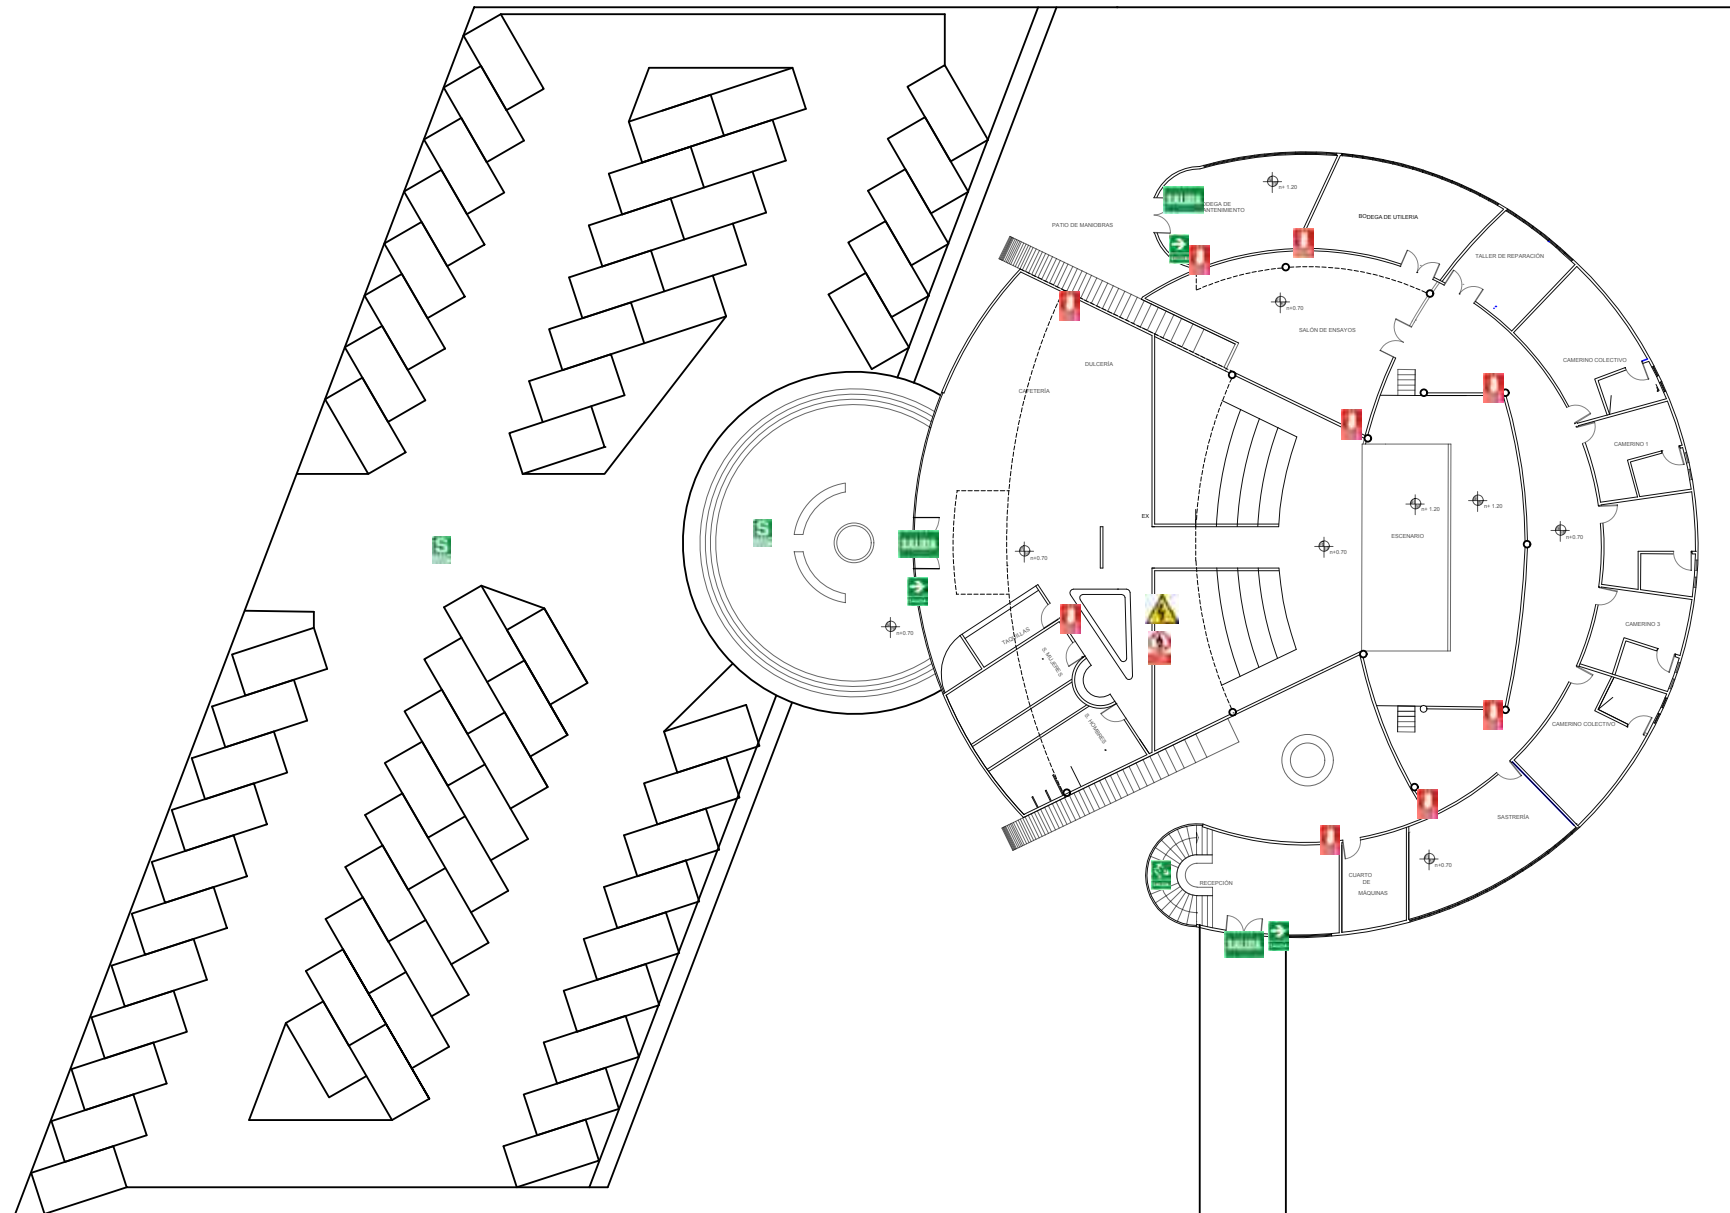 n+ 1.20
SALIDA
BODEGA DE
MANTENIMIENTO
BODEGA DE UTILERIA
PATIO DE MANIOBRAS
TALLER DE REPARACIÓN
n+0.70
SALÓN DE ENSAYOS
DULCERÍA
CAFETERÍA
CAMERINO COLECTIVO
CAMERINO 1
n+ 1.20
n+ 1.20
EX
ESCENARIO
S
S
SALIDA
n+0.70
n+0.70
n+0.70
n+0.70
TAQUILLAS
S. MUJERES
CAMERINO 3
S. HOMBRES
CAMERINO COLECTIVO
SASTRERÍA
n+0.70
RECEPCIÓN
CUARTO
DE
MÁQUINAS
SALIDA